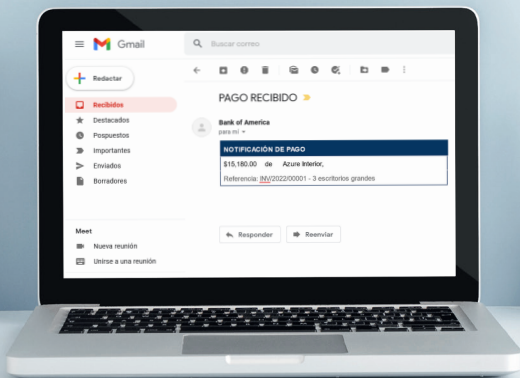 Gmail
Buscar correo
Redactar
Recibidos
Destacados
Pospuestos
Importantes
Enviados
Borradores
Meet
Nueva reunión
Unirse a una reunión
PAGO RECIBIDO
Bank of America
para mí
NOTIFICACIÓN DE PAGO
$15,180.00 de Azure Interior,
Referencia: INV/2022/00001 - 3 escritorios grandes
Responder
Reenviar